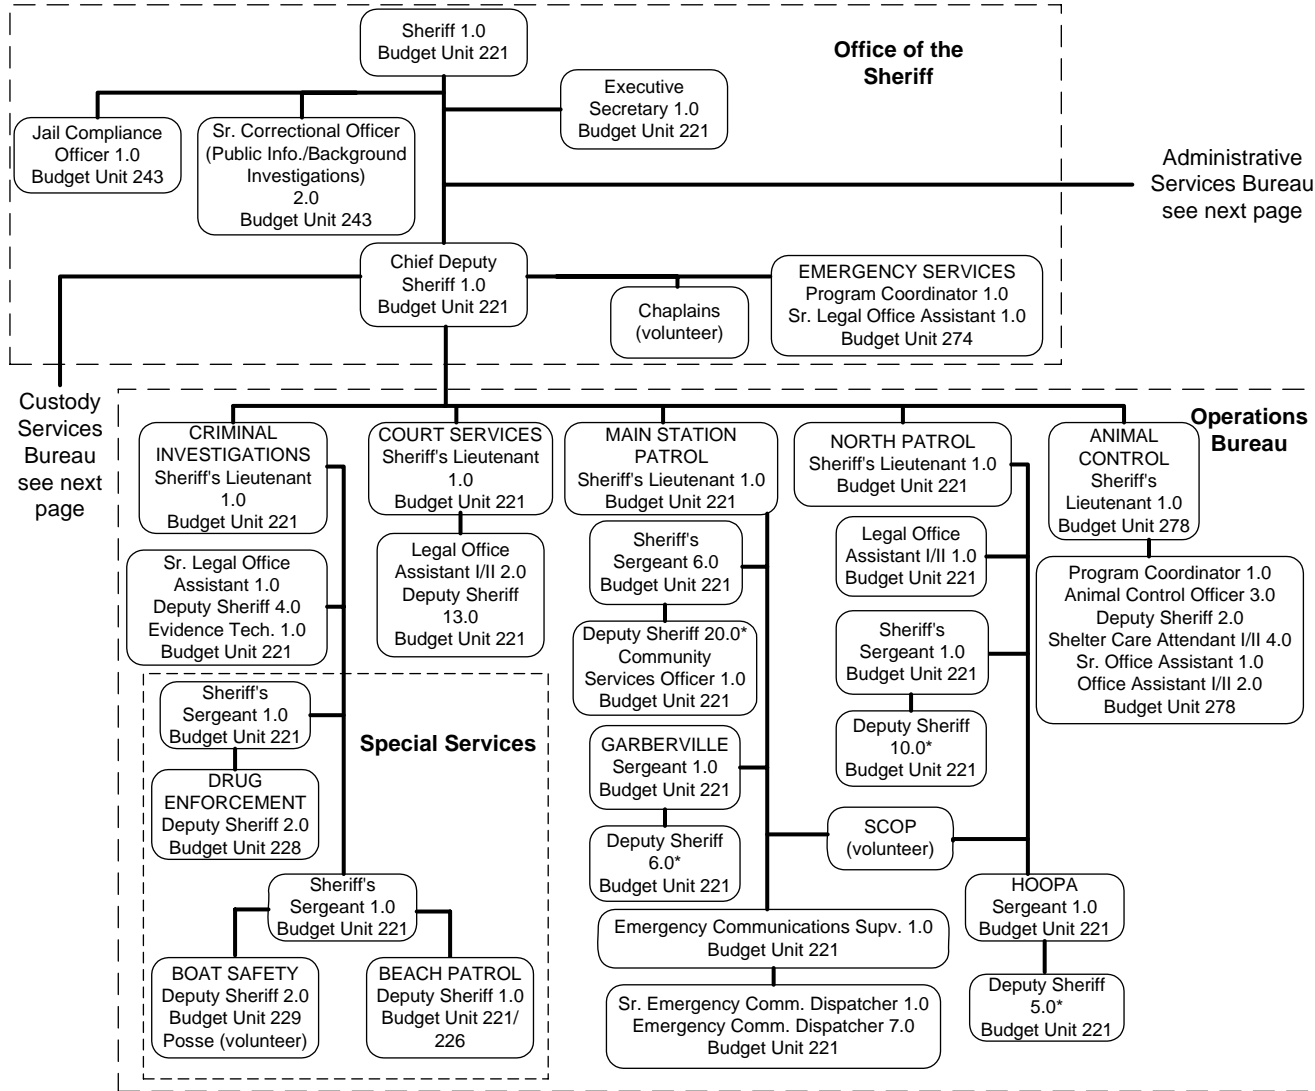 Sheriff 1.0
Budget Unit 221
Office of the
Sheriff
Executive
Secretary 1.0
Budget Unit 221
Jail Compliance
Officer 1.0
Budget Unit 243
Sr. Correctional Officer
(Public Info./Background
Investigations)
2.0
Budget Unit 243
Administrative
Services Bureau
see next page
Chief Deputy
Sheriff 1.0
Budget Unit 221
Chaplains
(volunteer)
EMERGENCY SERVICES
Program Coordinator 1.0
Sr. Legal Office Assistant 1.0
Budget Unit 274
Custody
Services
Bureau
see next
page
Operations
Bureau
CRIMINAL
INVESTIGATIONS
Sheriff's Lieutenant
1.0
Budget Unit 221
COURT SERVICES
Sheriff's Lieutenant
1.0
Budget Unit 221
MAIN STATION
PATROL
Sheriff's Lieutenant 1.0
Budget Unit 221
NORTH PATROL
Sheriff's Lieutenant 1.0
Budget Unit 221
ANIMAL
CONTROL
Sheriff's
Lieutenant 1.0
Budget Unit 278
Sr. Legal Office
Assistant 1.0
Deputy Sheriff 4.0
Evidence Tech. 1.0
Budget Unit 221
Legal Office
Assistant I/II 2.0
Deputy Sheriff
13.0
Budget Unit 221
Sheriff's
Sergeant 6.0
Budget Unit 221
Legal Office
Assistant I/II 1.0
Budget Unit 221
Program Coordinator 1.0
Animal Control Officer 3.0
Deputy Sheriff 2.0
Shelter Care Attendant I/II 4.0
Sr. Office Assistant 1.0
Office Assistant I/II 2.0
Budget Unit 278
Deputy Sheriff 20.0*
Community
Services Officer 1.0
Budget Unit 221
Sheriff's
Sergeant 1.0
Budget Unit 221
Sheriff's
Sergeant 1.0
Budget Unit 221
Special Services
GARBERVILLE
Sergeant 1.0
Budget Unit 221
Deputy Sheriff
10.0*
Budget Unit 221
DRUG
ENFORCEMENT
Deputy Sheriff 2.0
Budget Unit 228
Deputy Sheriff
6.0*
Budget Unit 221
SCOP
(volunteer)
Sheriff's
Sergeant 1.0
Budget Unit 221
HOOPA
Sergeant 1.0
Budget Unit 221
Emergency Communications Supv. 1.0
Budget Unit 221
BOAT SAFETY
Deputy Sheriff 2.0
Budget Unit 229
Posse (volunteer)
BEACH PATROL
Deputy Sheriff 1.0
Budget Unit 221/
226
Sr. Emergency Comm. Dispatcher 1.0
Emergency Comm. Dispatcher 7.0
Budget Unit 221
Deputy Sheriff
5.0*
Budget Unit 221